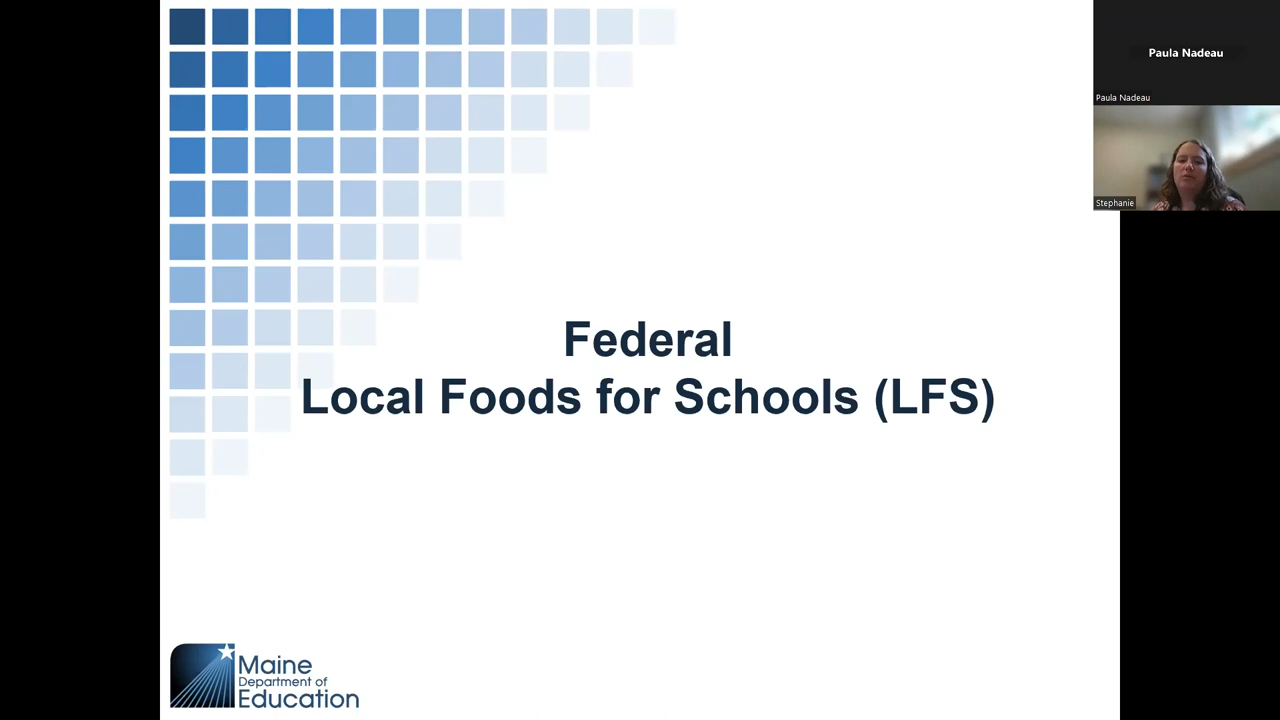 Paula Nadeau
Paula Nadeau
Stephanie
Federal
Local Foods for Schools (LFS)
Maine
Department of
Education